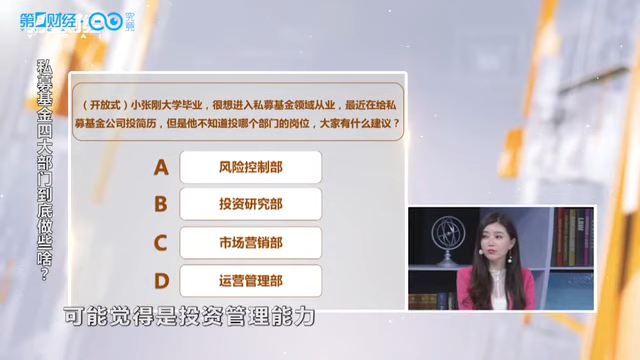 第一财经
究竟
私募基金四大部门到底做些啥？
（开放式）小张刚大学毕业，很想进入私募基金领域从业，最近在给私
募基金公司投简历，但是他不知道投哪个部门的岗位，大家有什么建议？
A 风险控制部
B 投资研究部
C 市场营销部
D 运营管理部
LAW
可能觉得是投资管理能力